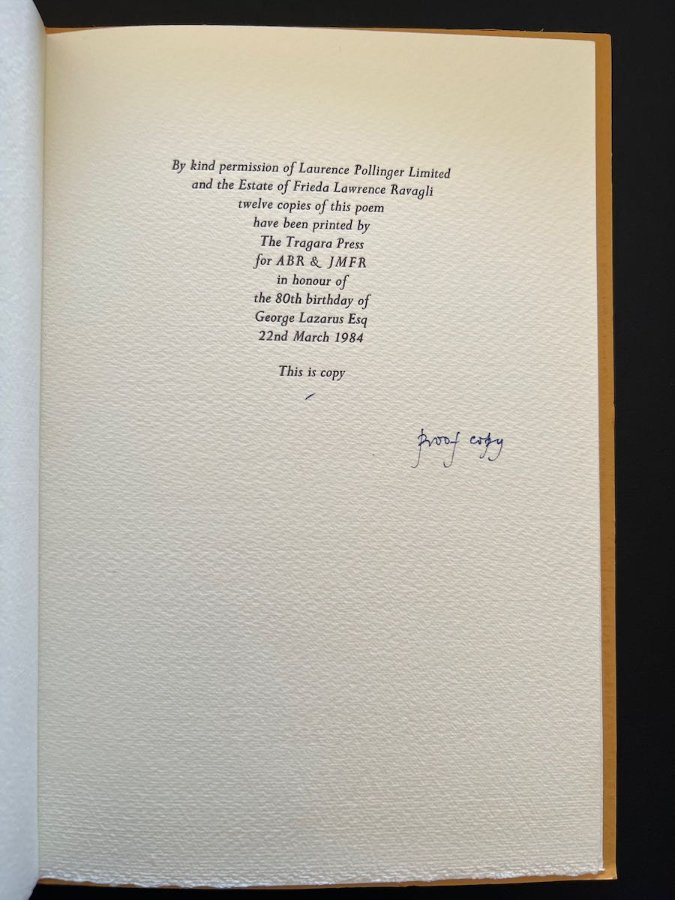 By kind permission of Laurence Pollinger Limited
and the Estate of Frieda Lawrence Ravagli
twelve copies of this poem
have been printed by
The Tragara Press
for ABR & JMFR
in honour of
the 80th birthday of
George Lazarus Esq
22nd March 1984
This is copy
proof copy